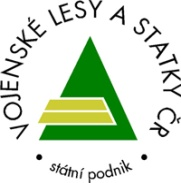 VOJENSKÉ LESY A STATKY ČR
• státní podnik •